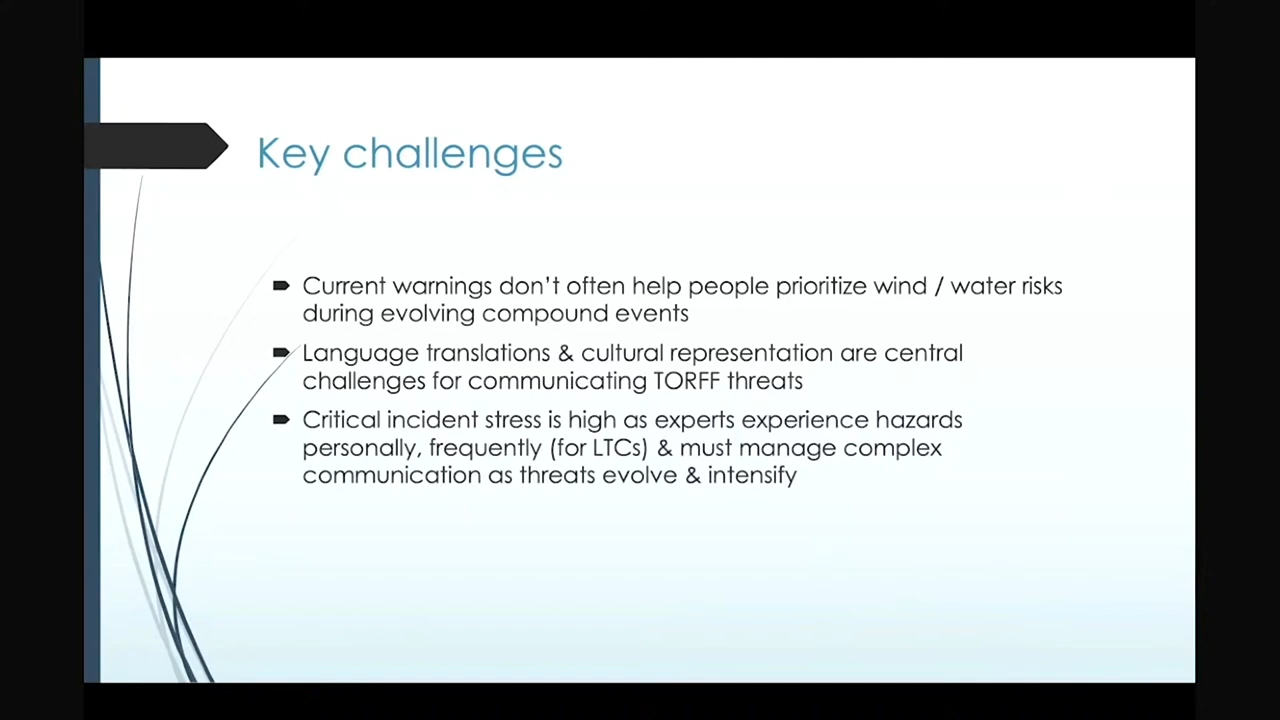 Key challenges
Current warnings don't often help people prioritize wind / water risks
during evolving compound events
Language translations & cultural representation are central
challenges for communicating TORFF threats
Critical incident stress is high as experts experience hazards
personally, frequently (for LTCs) & must manage complex
communication as threats evolve & intensify